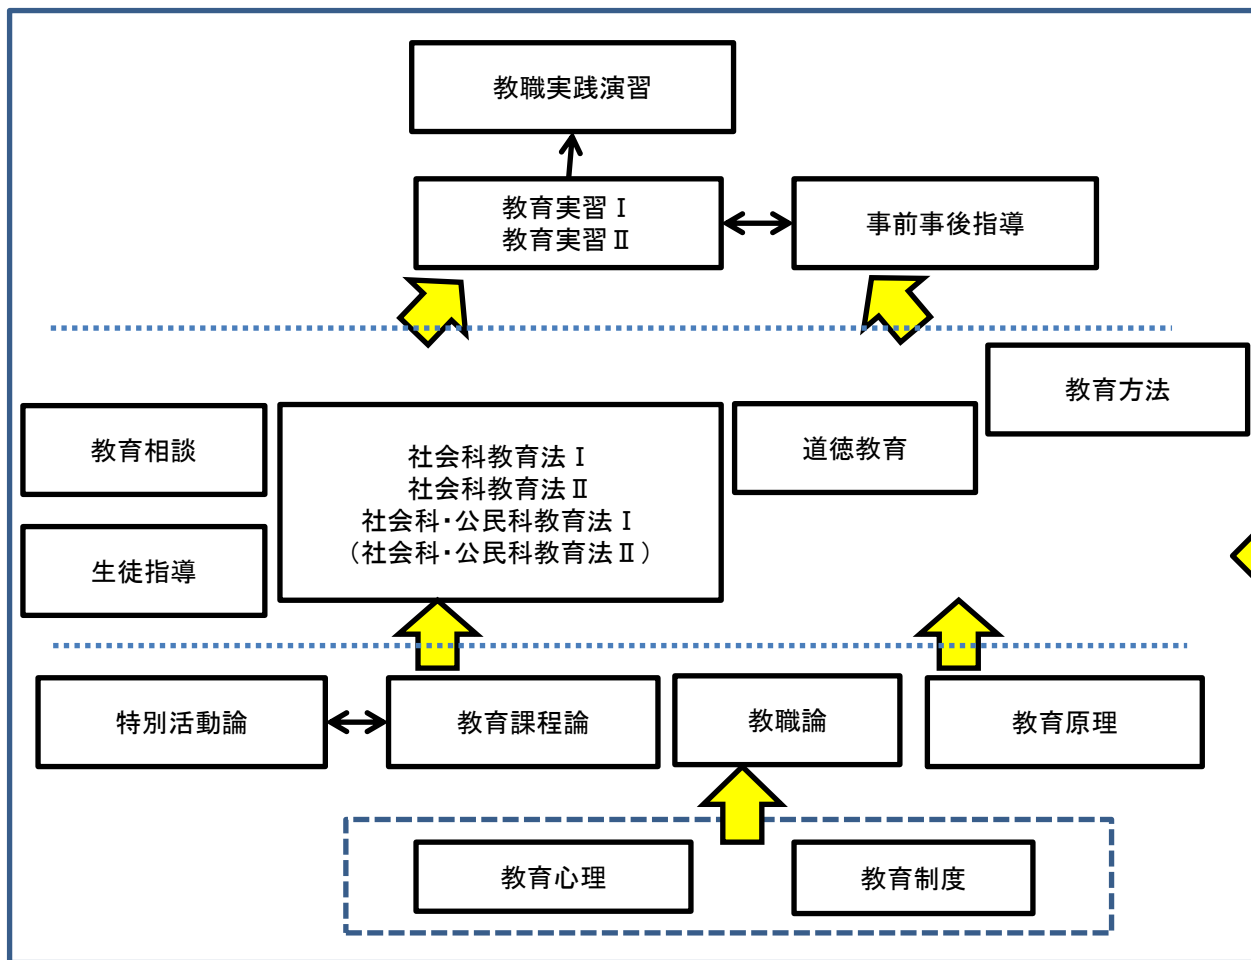 教職実践演習
教育実習Ⅰ
教育実習Ⅱ
事前事後指導
教育方法
教育相談
社会科教育法Ⅰ
社会科教育法Ⅱ
社会科・公民科教育法Ⅰ
（社会科・公民科教育法Ⅱ）
道徳教育
生徒指導
特別活動論
教育課程論
教職論
教育原理
教育心理
教育制度